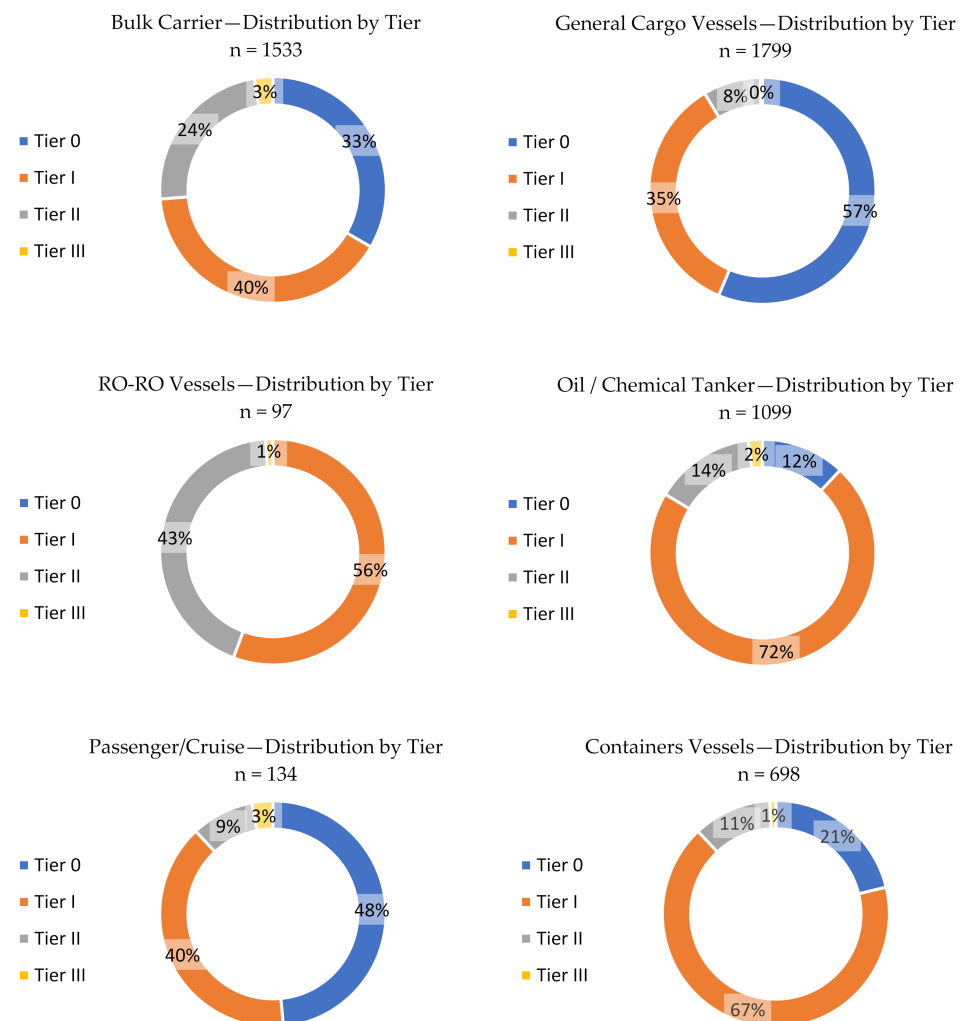 Bulk Carrier—Distribution by Tier
n = 1533
3%
33%
24%
40%
Tier 0
Tier I
Tier II
Tier III
General Cargo Vessels—Distribution by Tier
n = 1799
8%
0%
35%
57%
Tier 0
Tier I
Tier II
Tier III
RO-RO Vessels—Distribution by Tier
n = 97
1%
43%
56%
Tier 0
Tier I
Tier II
Tier III
Oil / Chemical Tanker—Distribution by Tier
n = 1099
2%
12%
14%
72%
Tier 0
Tier I
Tier II
Tier III
Passenger/Cruise—Distribution by Tier
n = 134
3%
9%
48%
40%
Tier 0
Tier I
Tier II
Tier III
Containers Vessels—Distribution by Tier
n = 698
1%
11%
21%
67%
Tier 0
Tier I
Tier II
Tier III